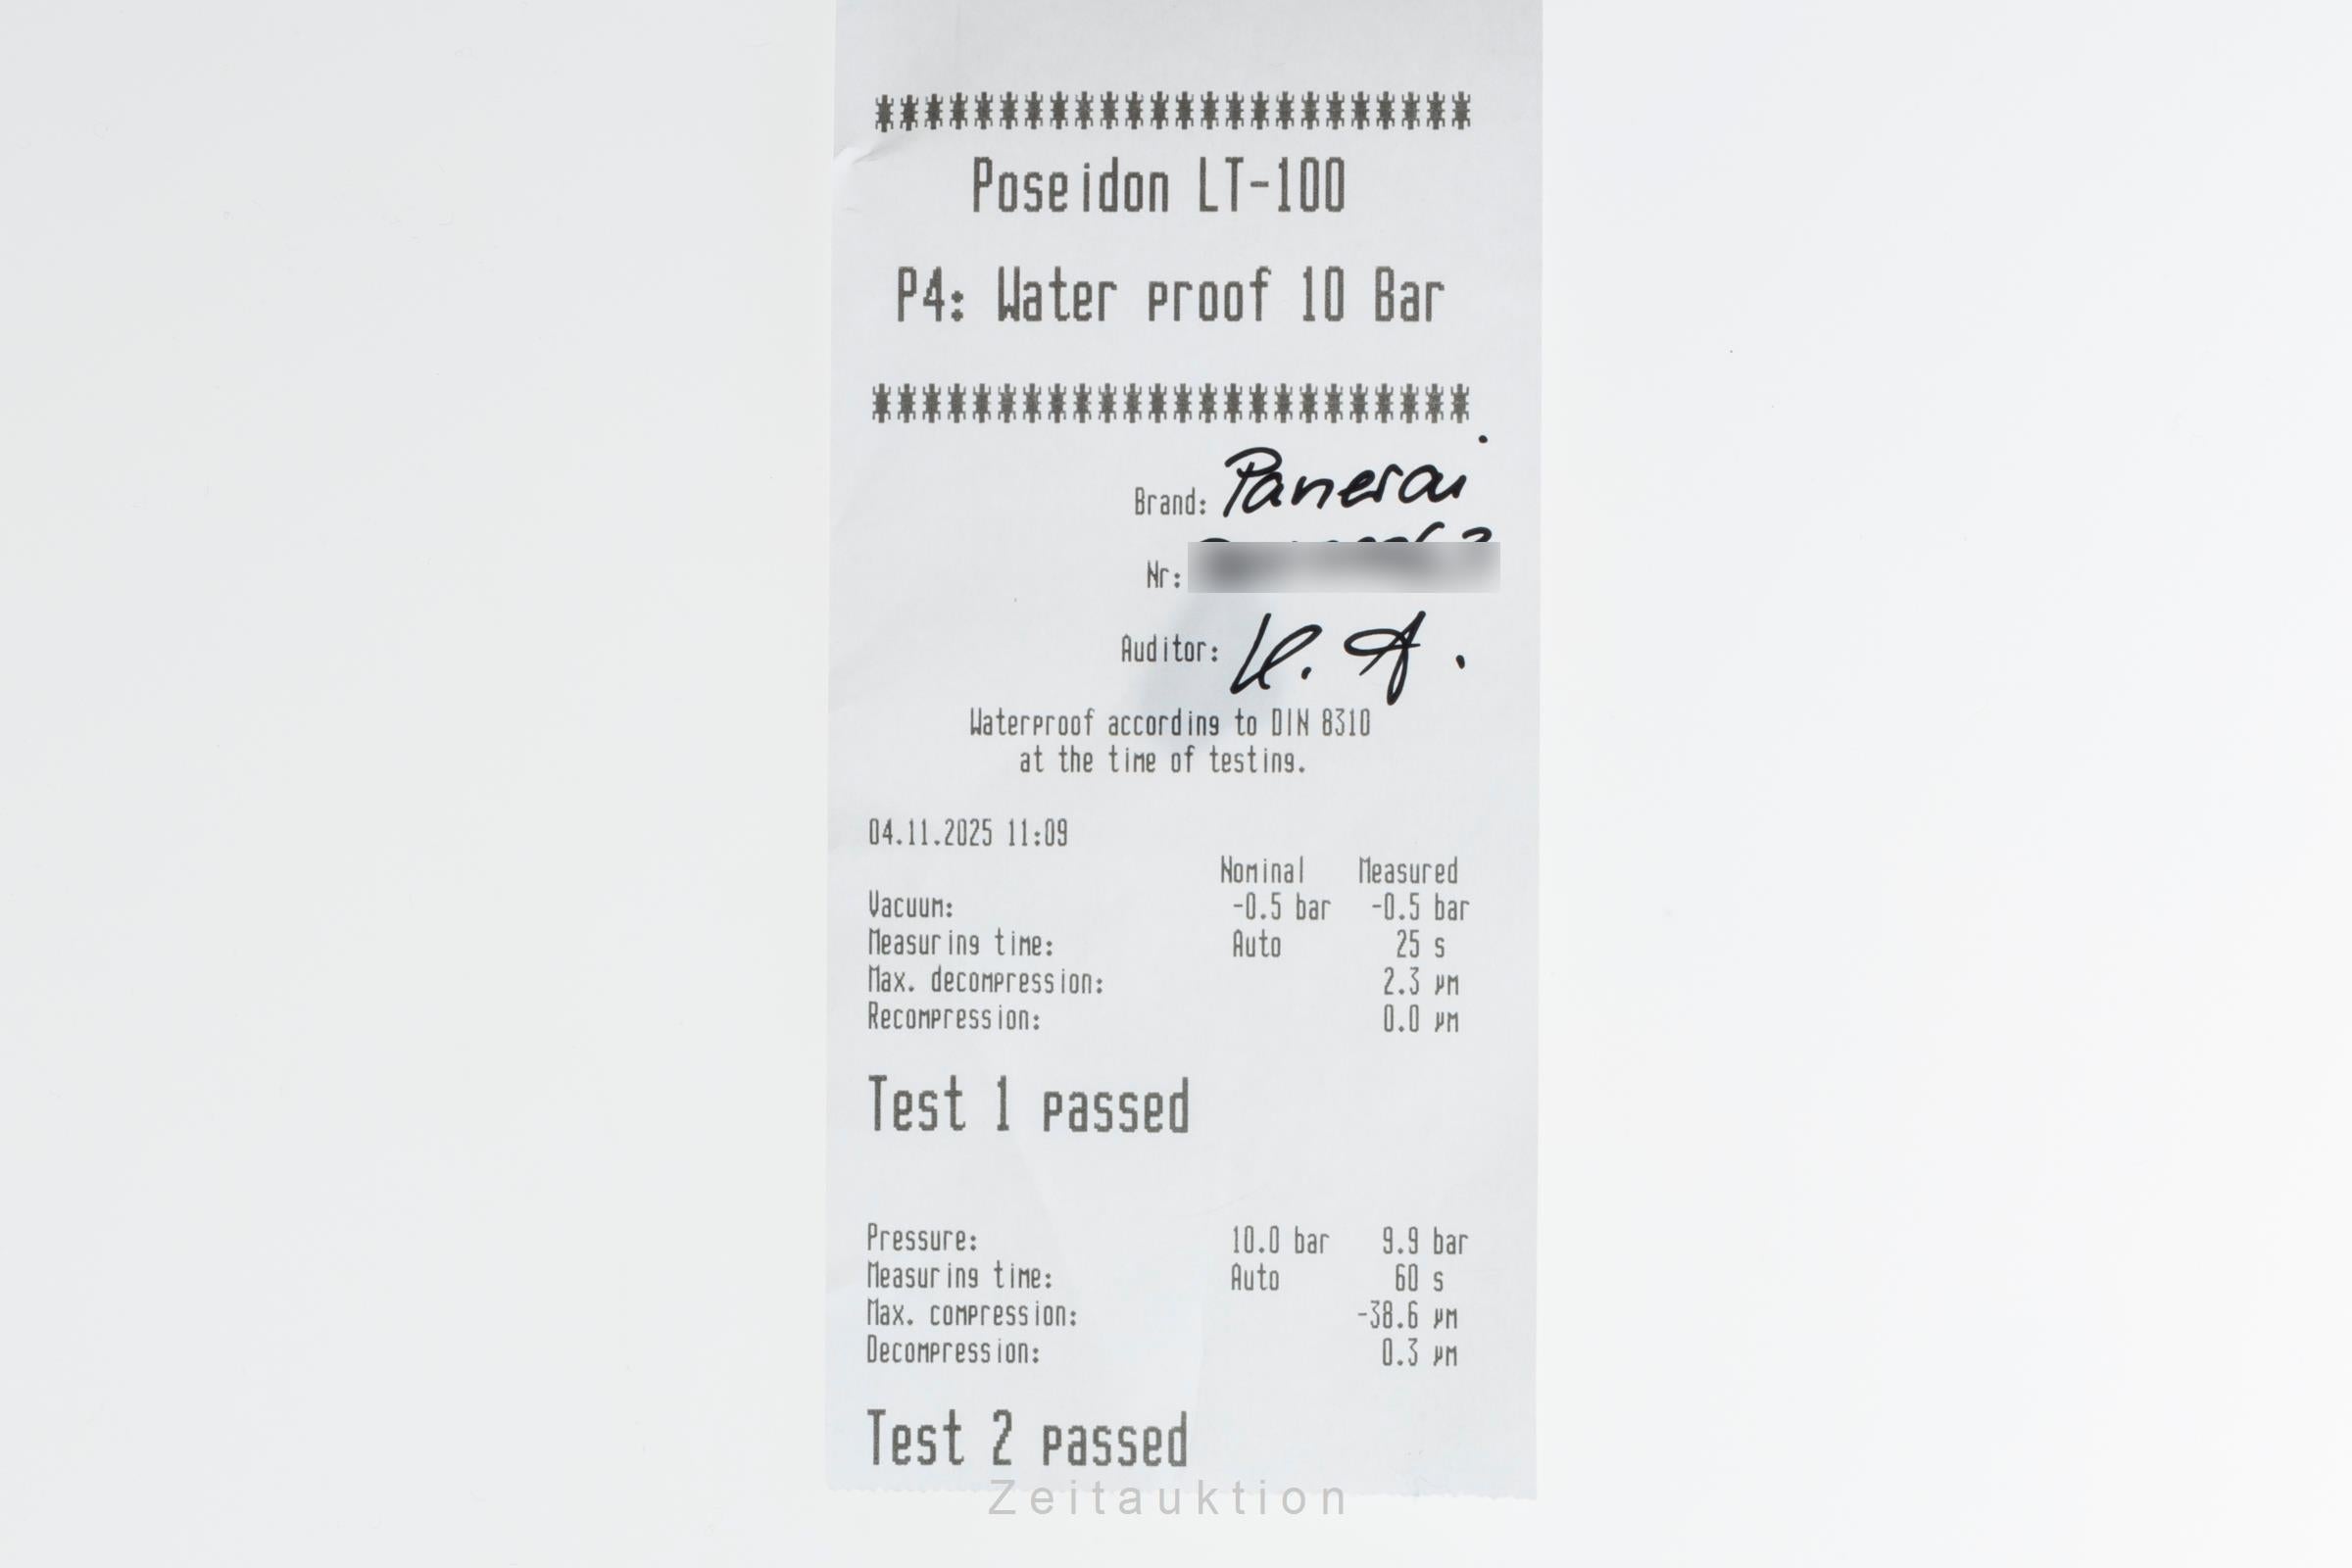 ************************
Poseidon LT-100
P4: Water proof 10 Bar
************************
Brand: Panerai
Nr:
Auditor: K. A.
Waterproof according to DIN 8310
at the time of testing.
04.11.2025 11:09
Nominal Measured
Vacuum: -0.5 bar -0.5 bar
Measuring time: Auto 25 s
Max. decompression: 2.3 µm
Recompression: 0.0 µm
Test 1 passed
Pressure: 10.0 bar 9.9 bar
Measuring time: Auto 60 s
Max. compression: -38.6 µm
Decompression: 0.3 µm
Test 2 passed
Zeitauktion